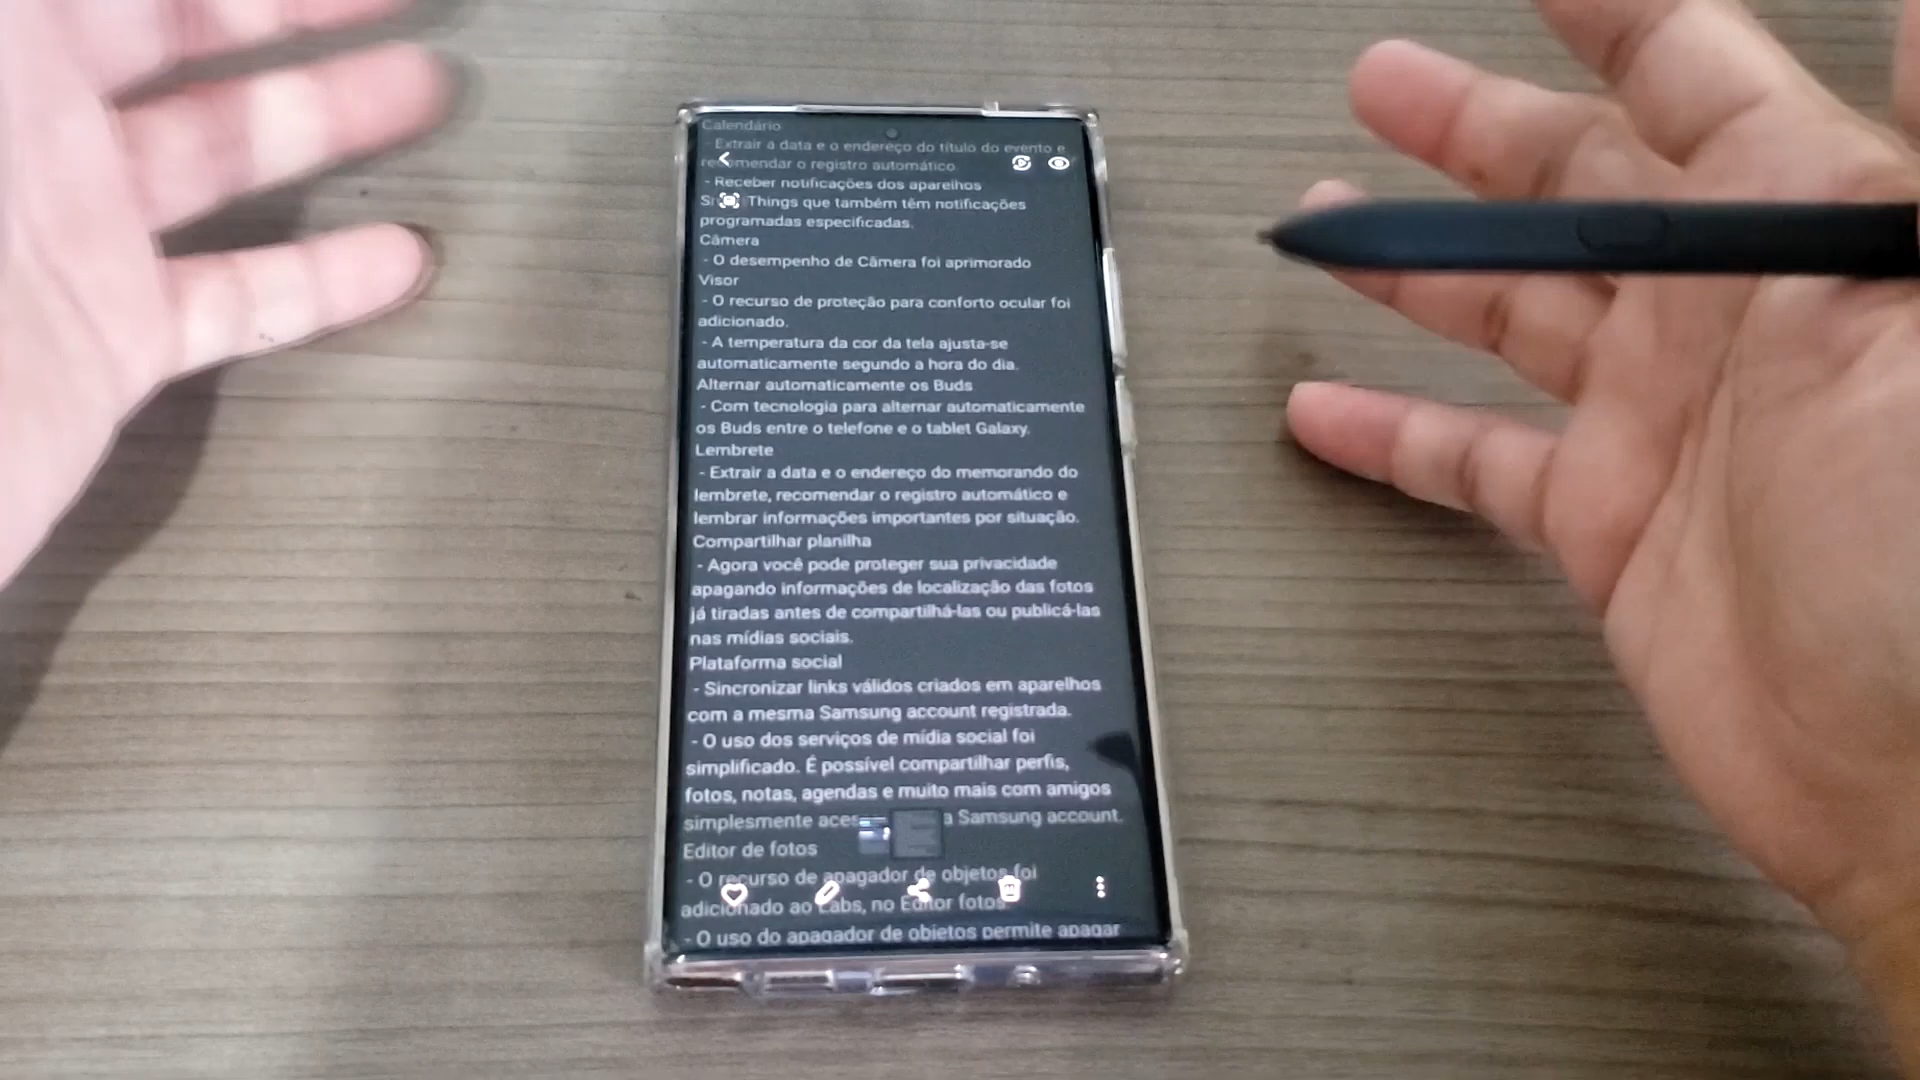 Calendário
- Extrair a data e o endereço do título do evento e
recomendar o registro automático.
- Receber notificações dos aparelhos
Things que também têm notificações
programadas especificadas.
Câmera
- O desempenho de Câmera foi aprimorado
Visor
- O recurso de proteção para conforto ocular foi
adicionado.
- A temperatura da cor da tela ajusta-se
automaticamente segundo a hora do dia.
Alternar automaticamente os Buds
- Com tecnologia para alternar automaticamente
os Buds entre o telefone e o tablet Galaxy.
Lembrete
- Extrair a data e o endereço do memorando do
lembrete, recomendar o registro automático e
lembrar informações importantes por situação.
Compartilhar planilha
- Agora você pode proteger sua privacidade
apagando informações de localização das fotos
já tiradas antes de compartilhá-las ou publicá-las
nas mídias sociais.
Plataforma social
- Sincronizar links válidos criados em aparelhos
com a mesma Samsung account registrada.
- O uso dos serviços de mídia social foi
simplificado. É possível compartilhar perfis,
fotos, notas, agendas e muito mais com amigos
simplesmente a Samsung account.
Editor de fotos
- O recurso de apagador de objetos foi
adicionado ao Labs, no Editor fotos.
- O uso do apagador de objetos permite apagar